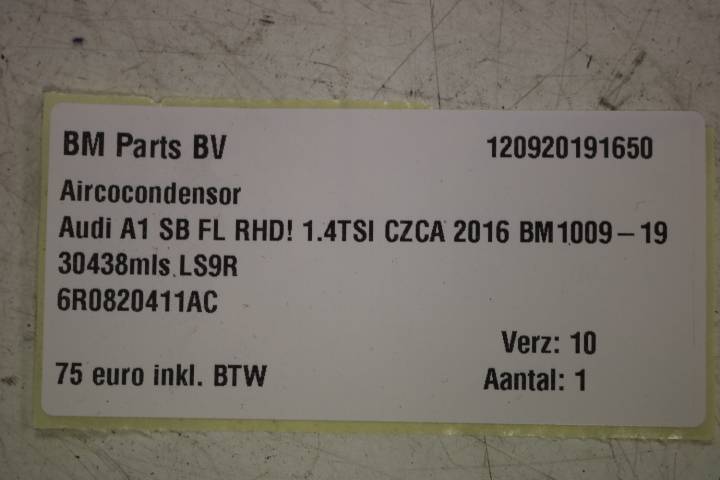 BM Parts BV 120920191650
Aircocondensor
Audi A1 SB FL RHD! 1.4TSI CZCA 2016 BM1009-19
30438mls LS9R
6R0820411AC
Verz: 10
75 euro inkl. BTW Aantal: 1